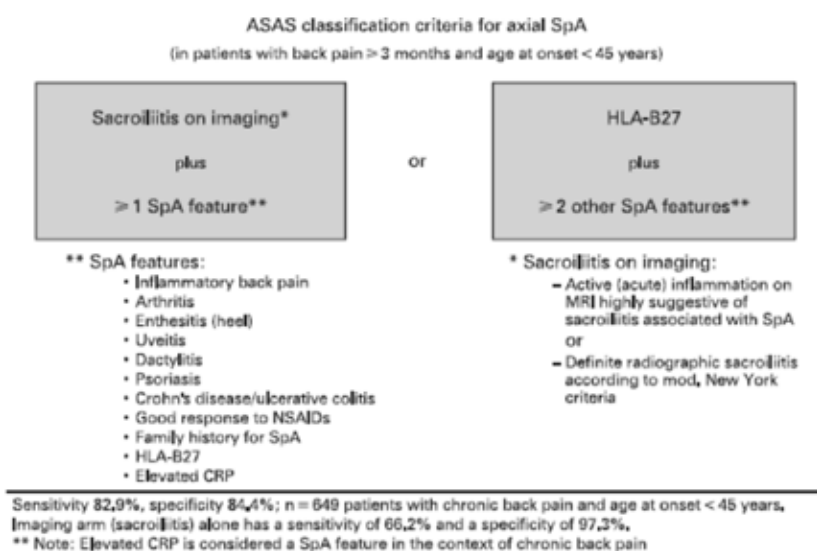 ASAS classification criteria for axial SpA
(in patients with back pain ≥ 3 months and age at onset < 45 years)
Sacroiliitis on imaging*
plus
≥ 1 SpA feature**
or
HLA-B27
plus
≥ 2 other SpA features**
** SpA features:
• Inflammatory back pain
• Arthritis
• Enthesitis (heel)
• Uveitis
• Dactylitis
• Psoriasis
• Crohn's disease/ulcerative colitis
• Good response to NSAIDs
• Family history for SpA
• HLA-B27
• Elevated CRP
* Sacroiliitis on imaging:
– Active (acute) inflammation on
MRI highly suggestive of
sacroiliitis associated with SpA
or
– Definite radiographic sacroiliitis
according to mod. New York
criteria
Sensitivity 82.9%, specificity 84.4%; n = 649 patients with chronic back pain and age at onset < 45 years.
Imaging arm (sacroiliitis) alone has a sensitivity of 66.2% and a specificity of 97.3%.
** Note: Elevated CRP is considered a SpA feature in the context of chronic back pain